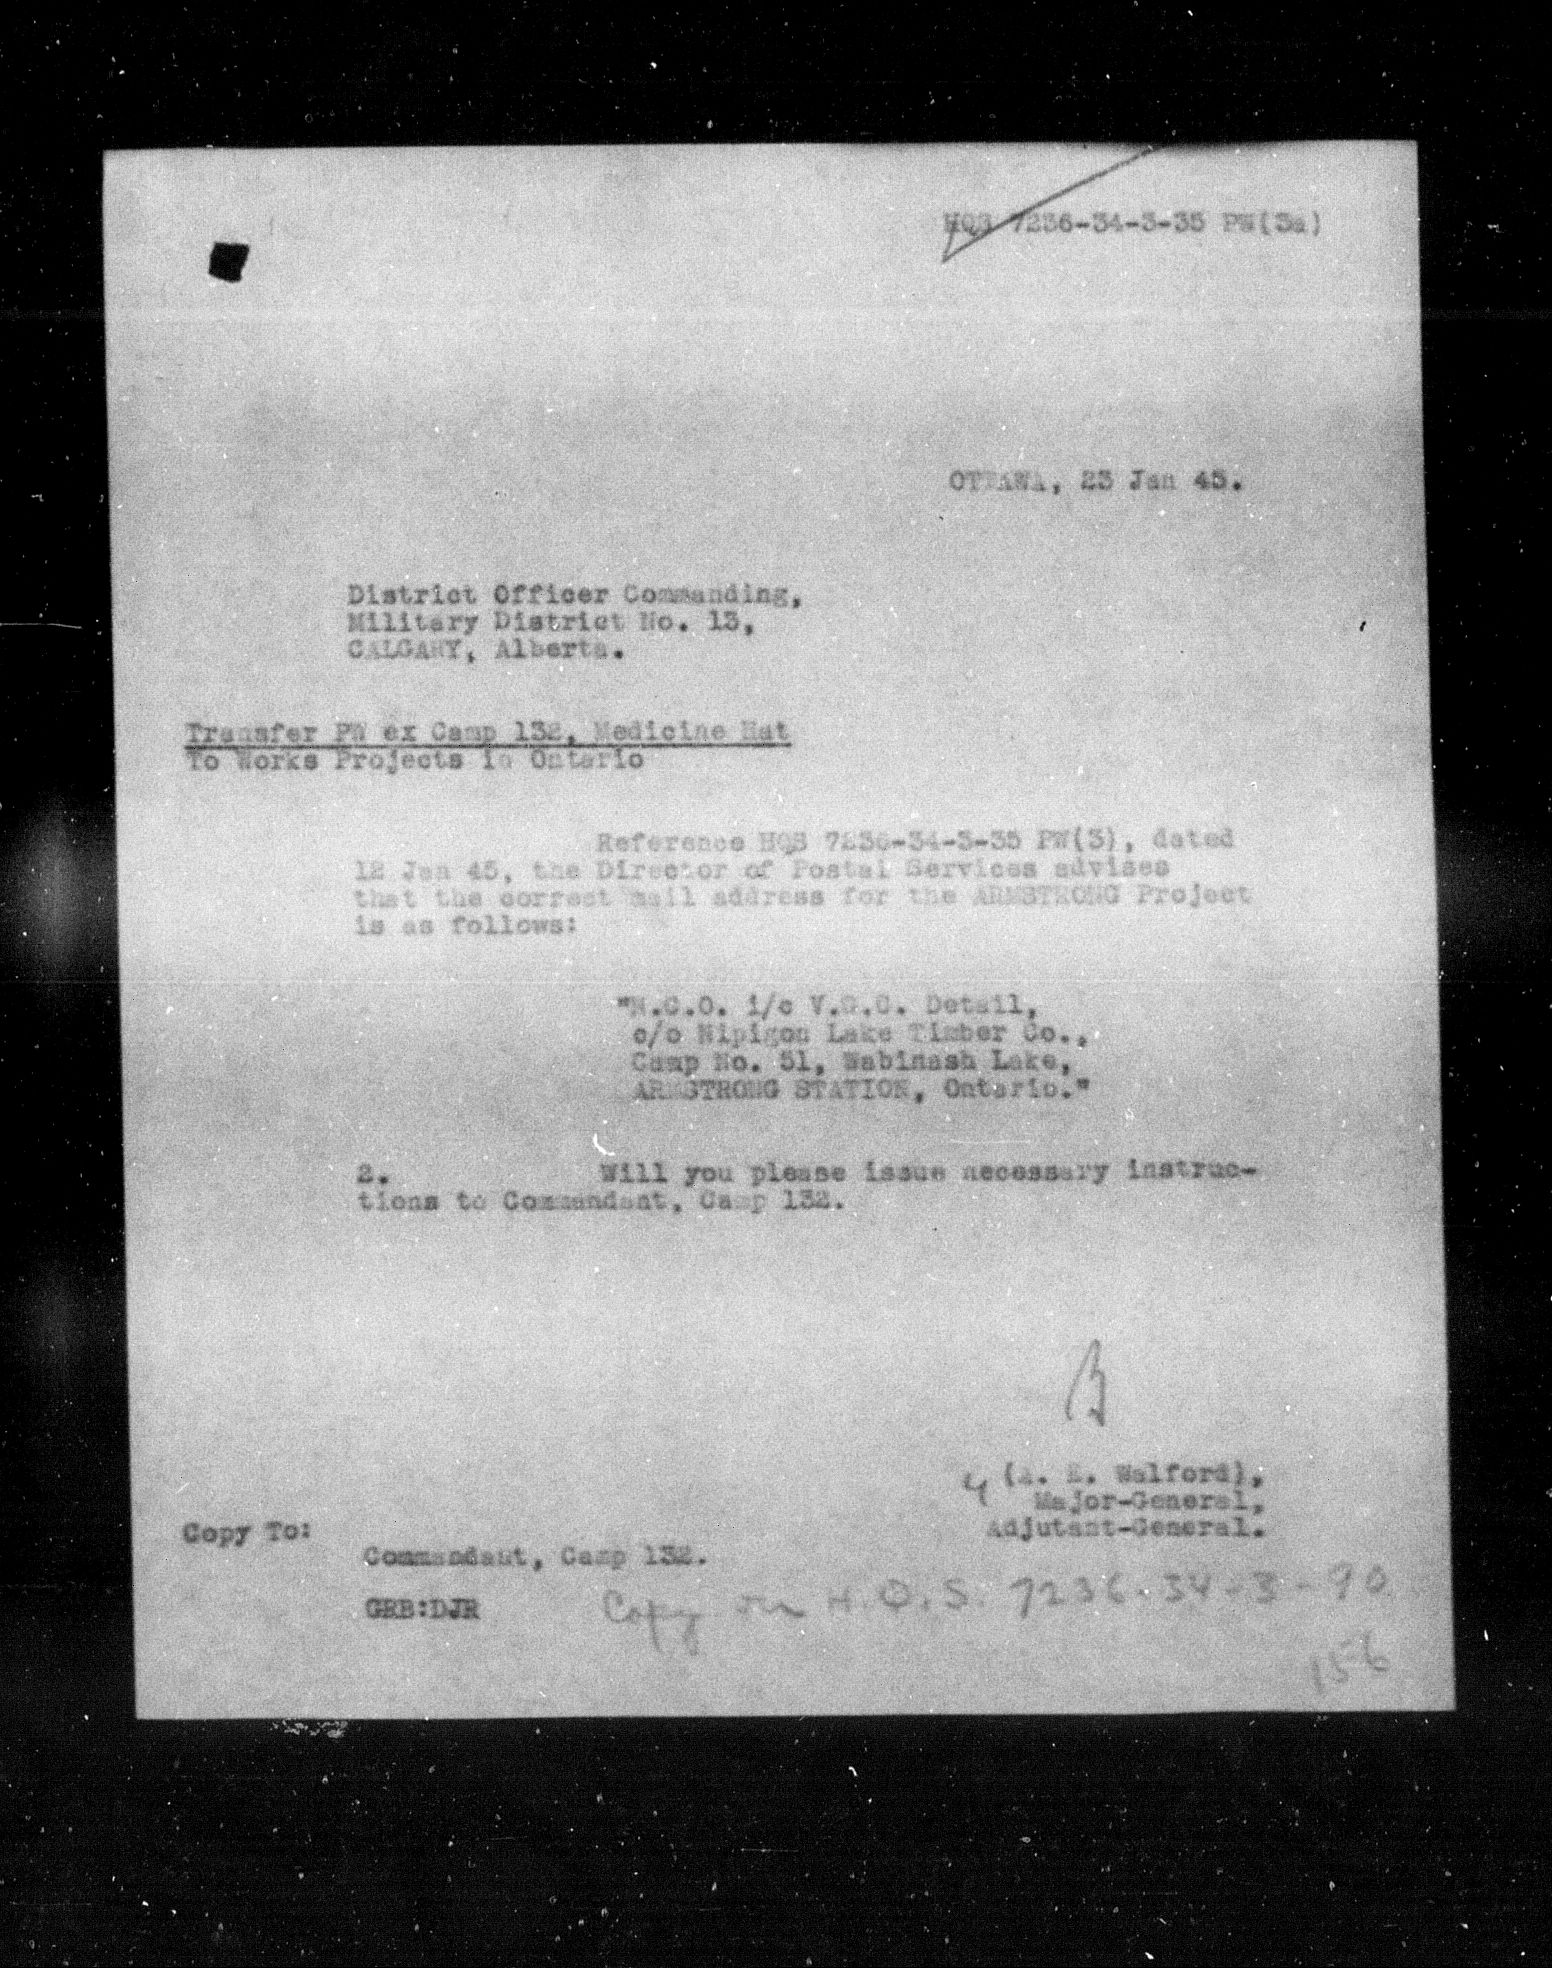 HQS 7236-34-3-35 PW(3a)
OTTAWA, 23 Jan 45.
District Officer Commanding,
Military District No. 13,
CALGARY, Alberta.
Transfer PW ex Camp 132, Medicine Hat
To Works Projects in Ontario
Reference HQS 7236-34-3-35 PW(3), dated
12 Jan 45, the Director of Postal Services advises
that the correct mail address for the ARMSTRONG Project
is as follows:
"N.C.O. i/c V.G.C. Detail,
c/o Nipigon Lake Timber Co.,
Camp No. 51, Wabinash Lake,
ARMSTRONG STATION, Ontario."
2. Will you please issue necessary instruc-
tions to Commandant, Camp 132.
(A. E. Walford),
Major-General,
Adjutant-General.
Copy To:
Commandant, Camp 132.
GRB:DJR
Copy on H.Q.S. 7236-34-3-90
156